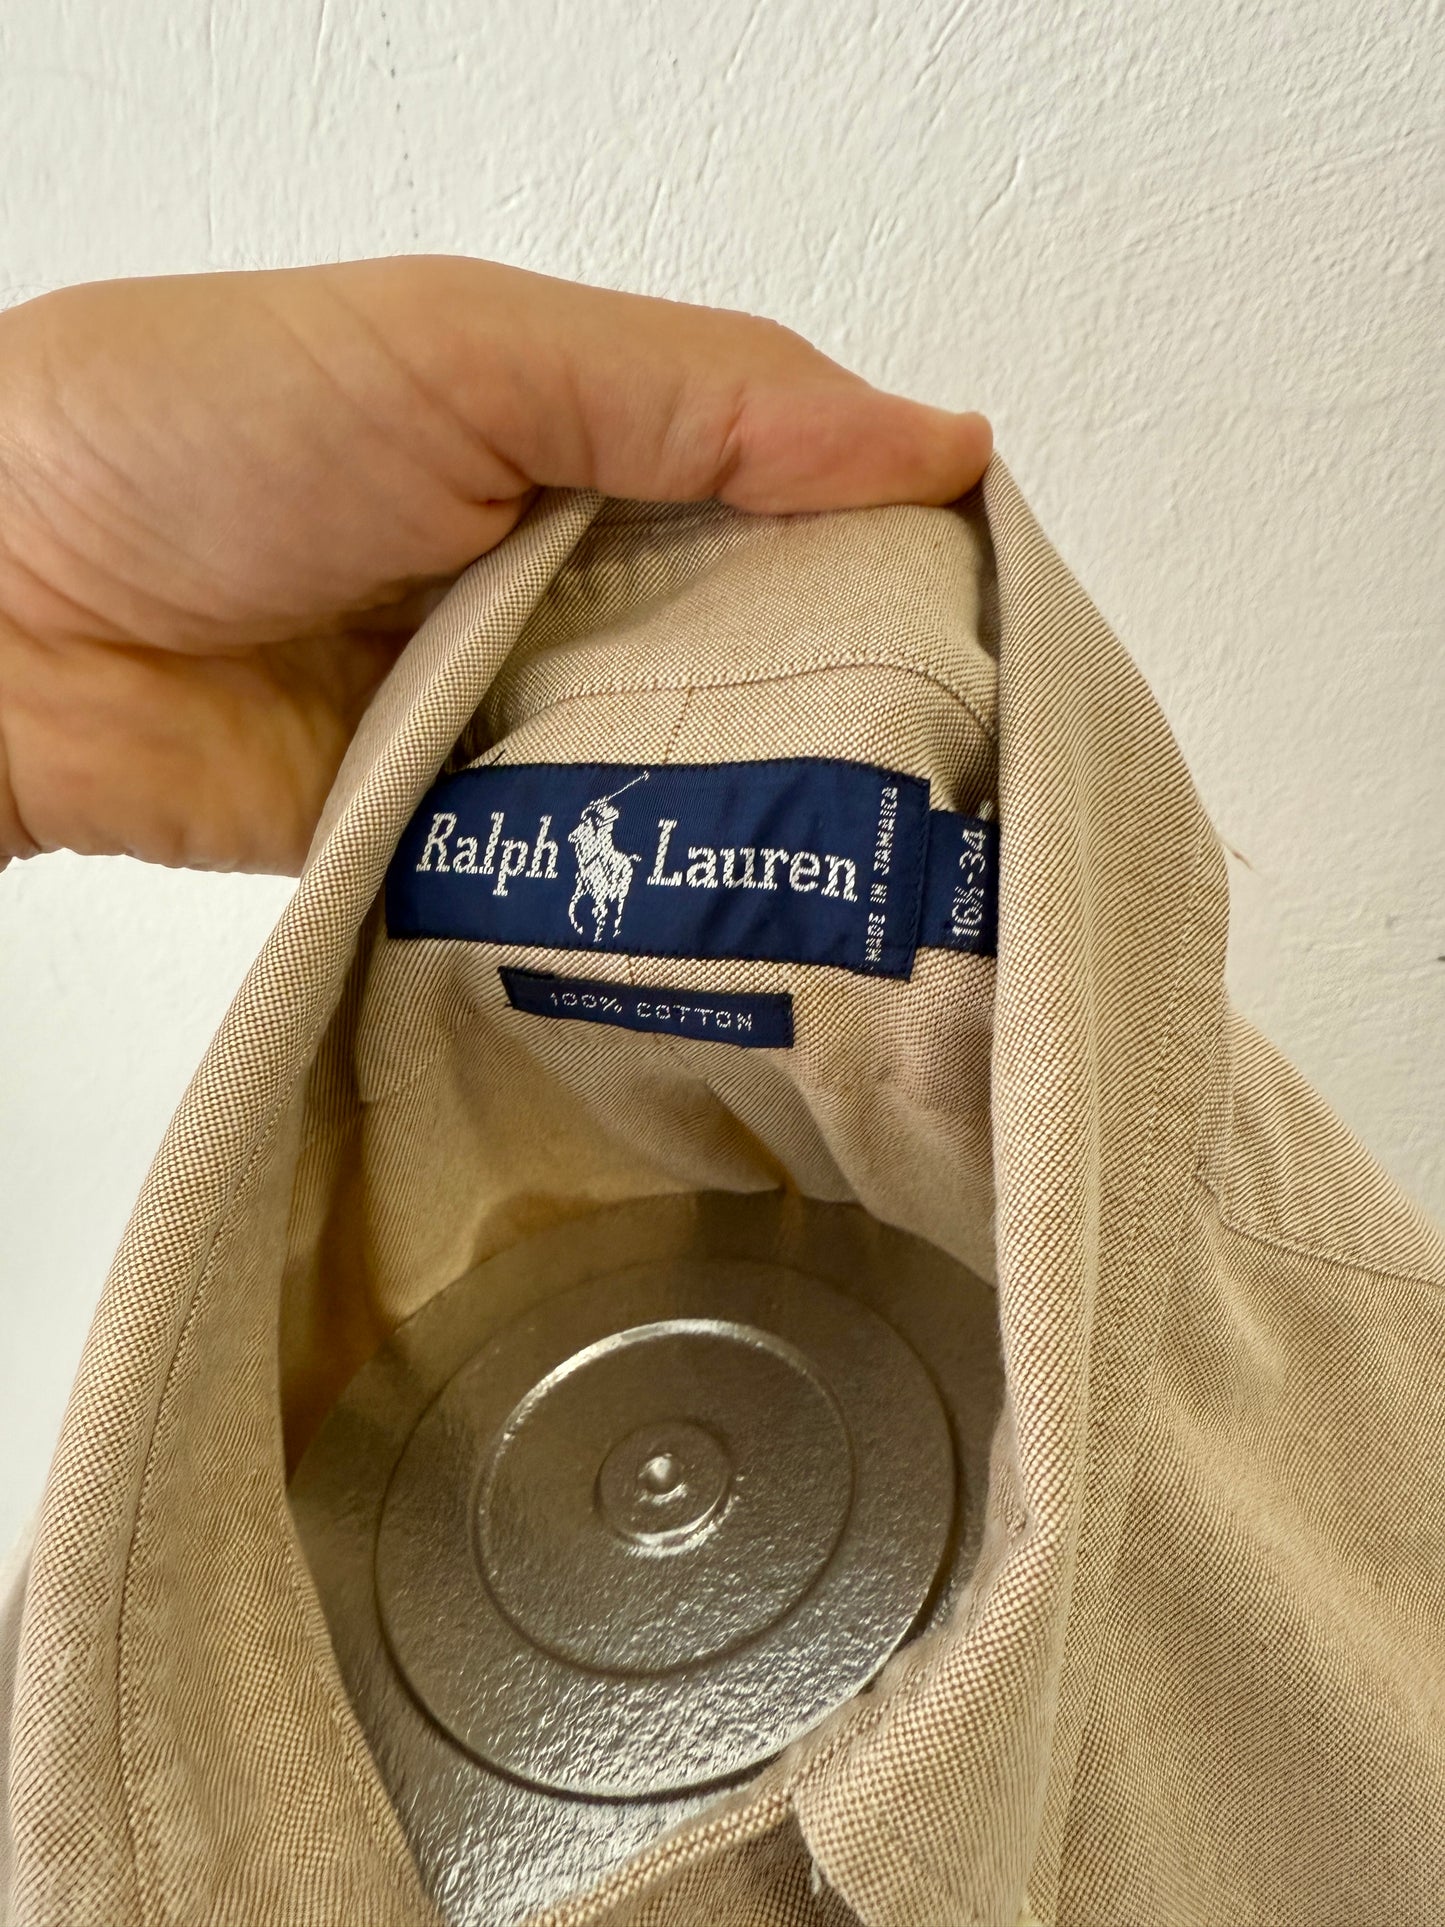 Ralph Lauren
MADE IN JAMAICA
16½-34
100% COTTON